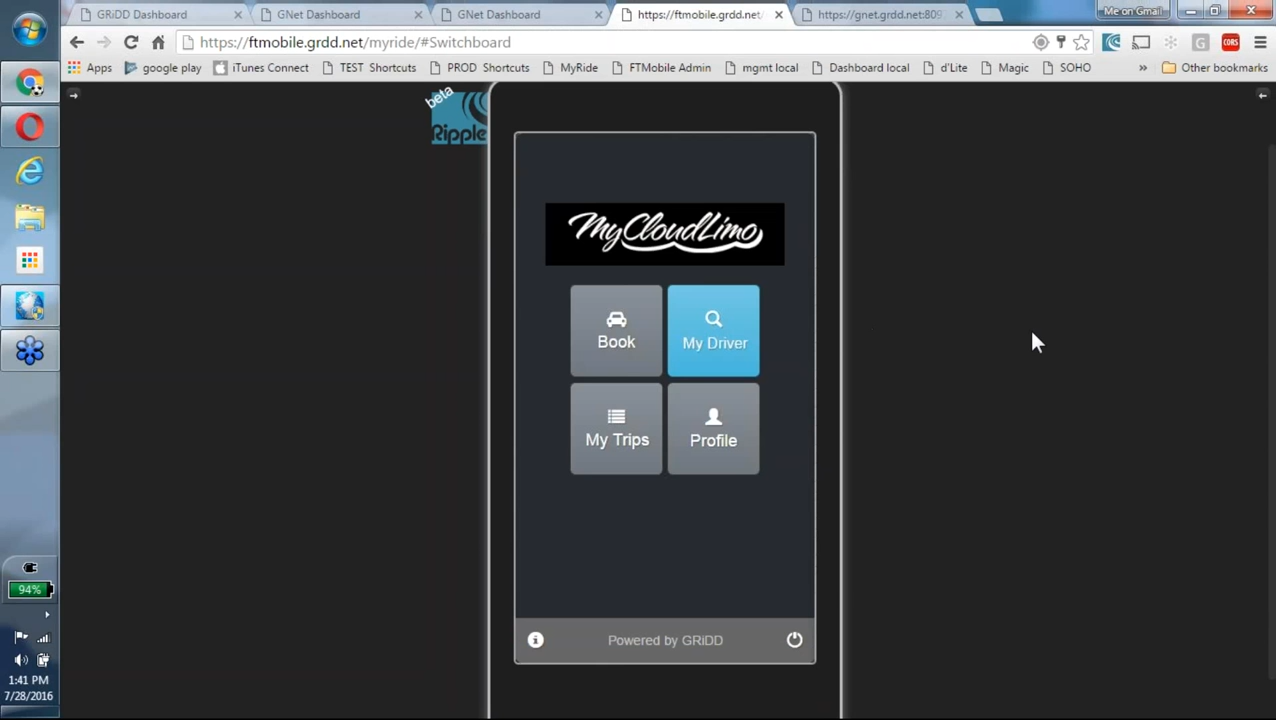 GRiDD Dashboard
GNet Dashboard
GNet Dashboard
https://ftmobile.grdd.net/
https://gnet.grdd.net:809
Me on Gmail
https://ftmobile.grdd.net/myride/#Switchboard
G
CORS
Apps
google play
iTunes Connect
TEST Shortcuts
PROD Shortcuts
MyRide
FTMobile Admin
mgmt local
Dashboard local
d'Lite
Magic
SOHO
»
Other bookmarks
beta
Ripple
MyCloudLimo
Book
My Driver
My Trips
Profile
Powered by GRiDD
94%
1:41 PM
7/28/2016